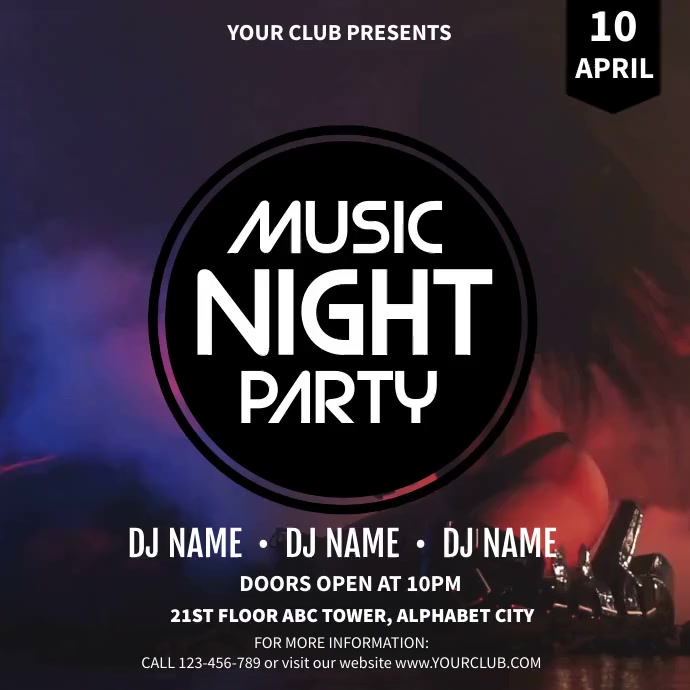 YOUR CLUB PRESENTS
10
APRIL
MUSIC
NIGHT
PARTY
DJ NAME • DJ NAME • DJ NAME
DOORS OPEN AT 10PM
21ST FLOOR ABC TOWER, ALPHABET CITY
FOR MORE INFORMATION:
CALL 123-456-789 or visit our website www.YOURCLUB.COM